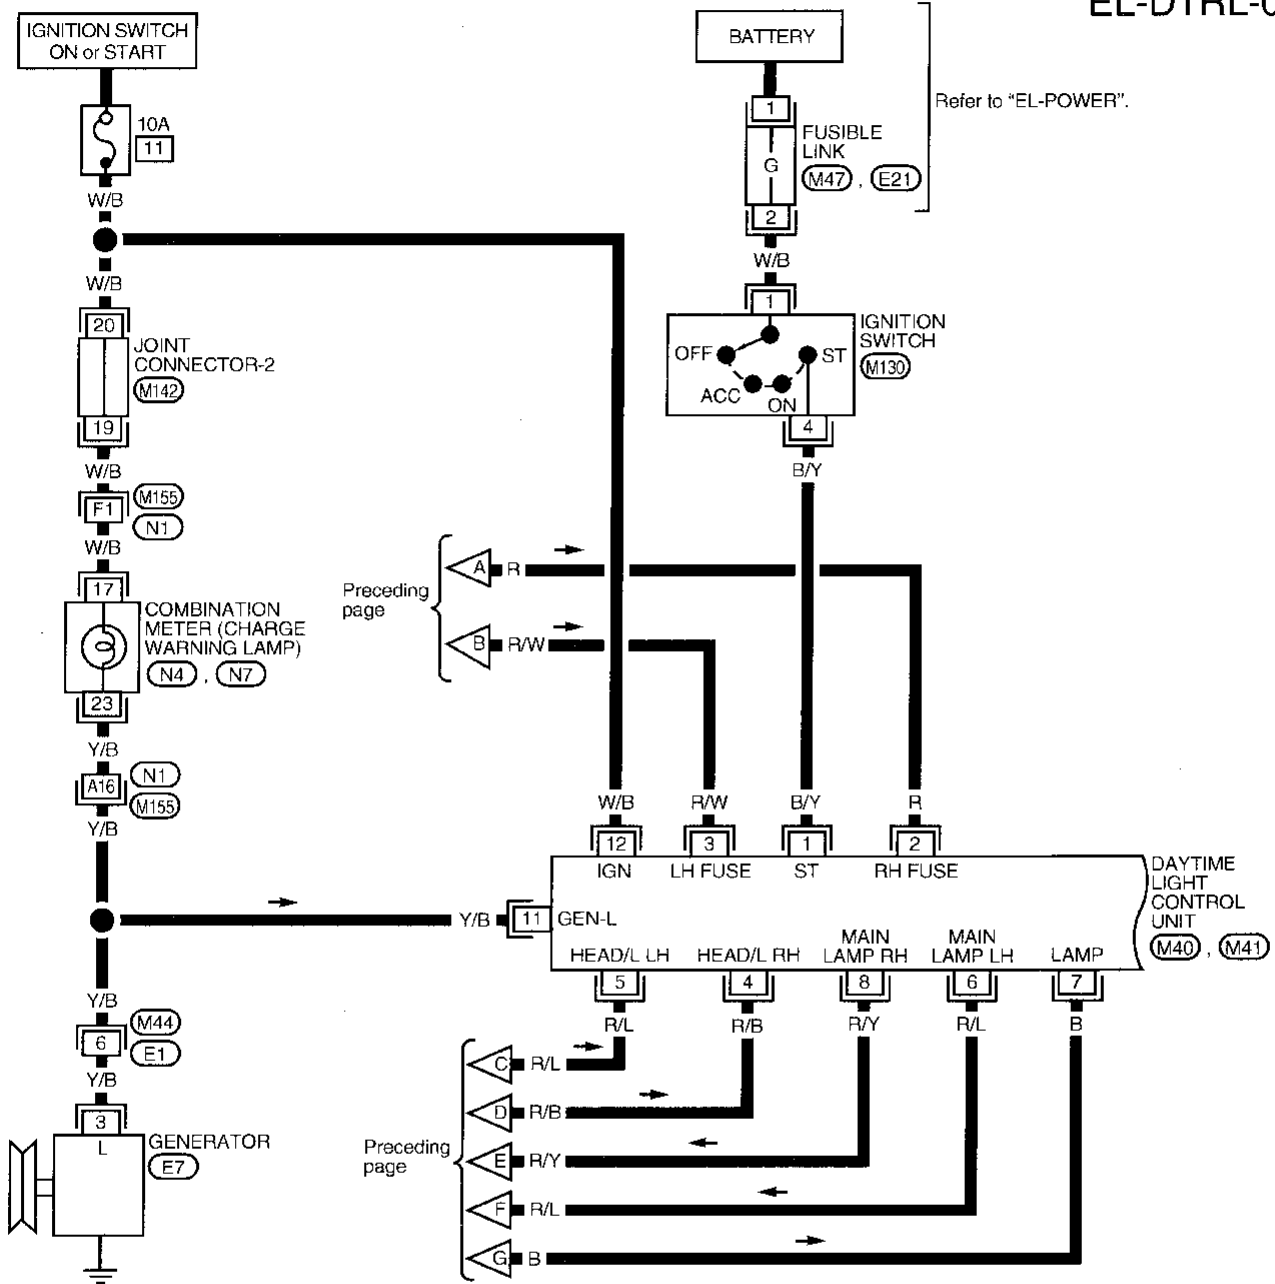 EL-DTRL-0
IGNITION SWITCH
ON or START
BATTERY
Refer to "EL-POWER".
10A
11
1
FUSIBLE
LINK
G
M47 , E21
2
W/B
W/B
W/B
1
IGNITION
SWITCH
M130
OFF
ST
ACC
ON
4
B/Y
20
JOINT
CONNECTOR-2
M142
19
W/B
F1
M155
N1
W/B
17
COMBINATION
METER (CHARGE
WARNING LAMP)
N4 , N7
23
Y/B
A16
N1
M155
Y/B
Preceding
page
A R
B R/W
W/B
R/W
B/Y
R
12
3
1
2
IGN
LH FUSE
ST
RH FUSE
DAYTIME
LIGHT
CONTROL
UNIT
M40 , M41
Y/B
11
GEN-L
HEAD/L LH
HEAD/L RH
MAIN
LAMP RH
MAIN
LAMP LH
LAMP
5
4
8
6
7
R/L
R/B
R/Y
R/L
B
Y/B
6
M44
E1
Y/B
3
L
GENERATOR
E7
Preceding
page
C R/L
D R/B
E R/Y
F R/L
G B